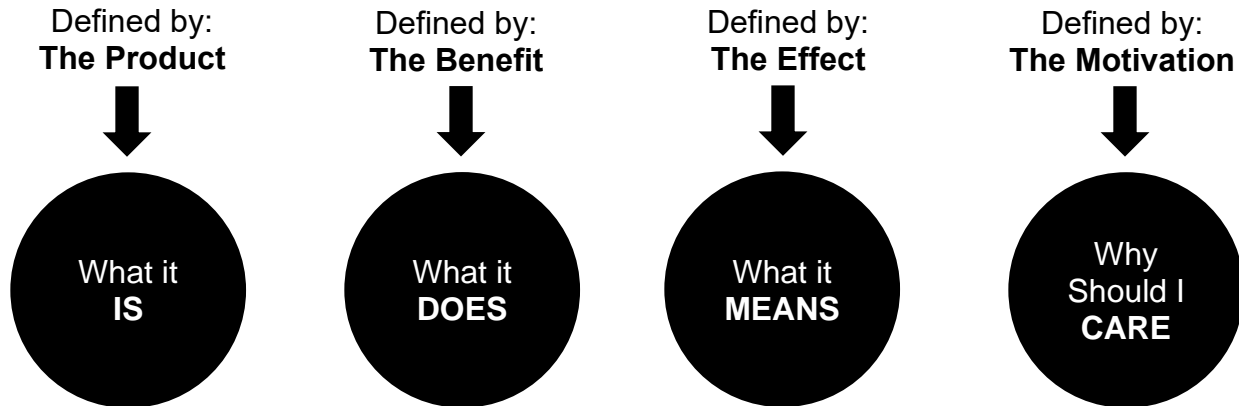 Defined by:
The Product
What it
IS
Defined by:
The Benefit
What it
DOES
Defined by:
The Effect
What it
MEANS
Defined by:
The Motivation
Why
Should I
CARE